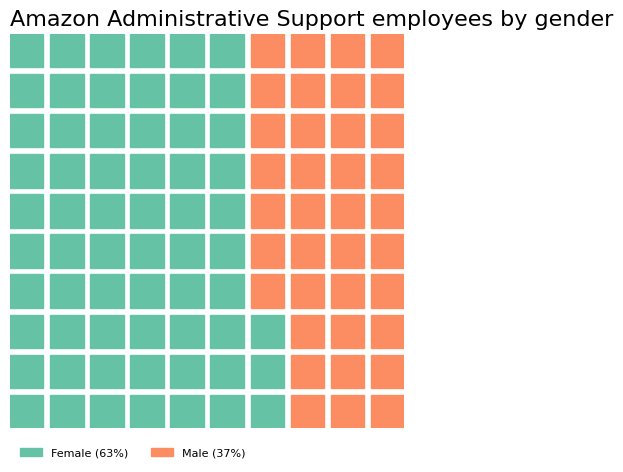 Amazon Administrative Support employees by gender
Female (63%) Male (37%)